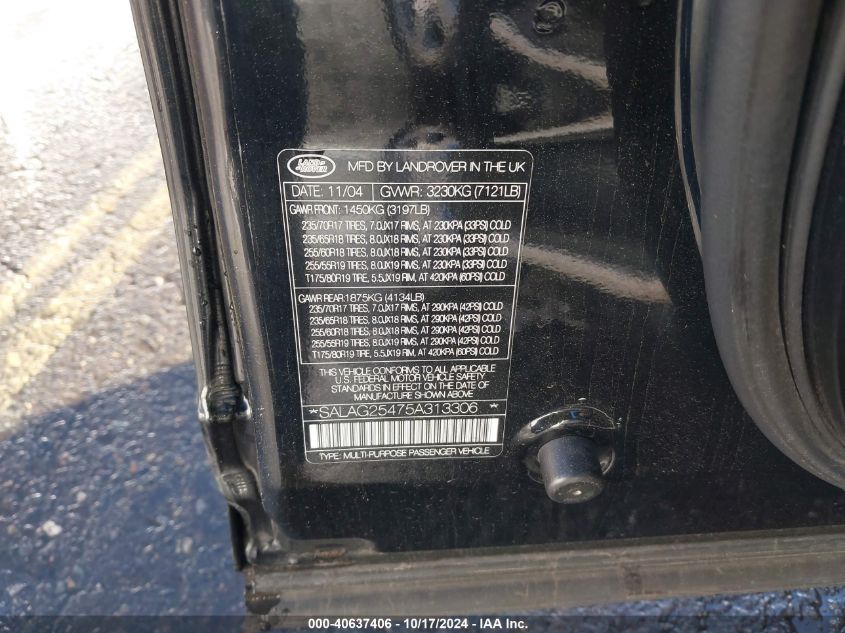 LAND-
ROVER
MFD BY LANDROVER IN THE UK
DATE: 11/04 GVWR: 3230KG (7121LB)
GAWR FRONT: 1450KG (3197LB)
235/70R17 TIRES, 7.0JX17 RIMS, AT 230KPA (33PSI) COLD
235/65R18 TIRES, 8.0JX18 RIMS, AT 230KPA (33PSI) COLD
255/60R18 TIRES, 8.0JX18 RIMS, AT 230KPA (33PSI) COLD
255/55R19 TIRES, 8.0JX19 RIMS, AT 230KPA (33PSI) COLD
T175/80R19 TIRE, 5.5JX19 RIM, AT 420KPA (60PSI) COLD
GAWR REAR: 1875KG (4134LB)
235/70R17 TIRES, 7.0JX17 RIMS, AT 290KPA (42PSI) COLD
235/65R18 TIRES, 8.0JX18 RIMS, AT 290KPA (42PSI) COLD
255/60R18 TIRES, 8.0JX18 RIMS, AT 290KPA (42PSI) COLD
255/55R19 TIRES, 8.0JX19 RIMS, AT 290KPA (42PSI) COLD
T175/80R19 TIRE, 5.5JX19 RIM, AT 420KPA (60PSI) COLD
THIS VEHICLE CONFORMS TO ALL APPLICABLE
U.S. FEDERAL MOTOR VEHICLE SAFETY
STANDARDS IN EFFECT ON THE DATE OF
MANUFACTURE SHOWN ABOVE
*SALAG25475A313306 *
TYPE: MULTI-PURPOSE PASSENGER VEHICLE
000-40637406 - 10/17/2024 - IAA Inc.